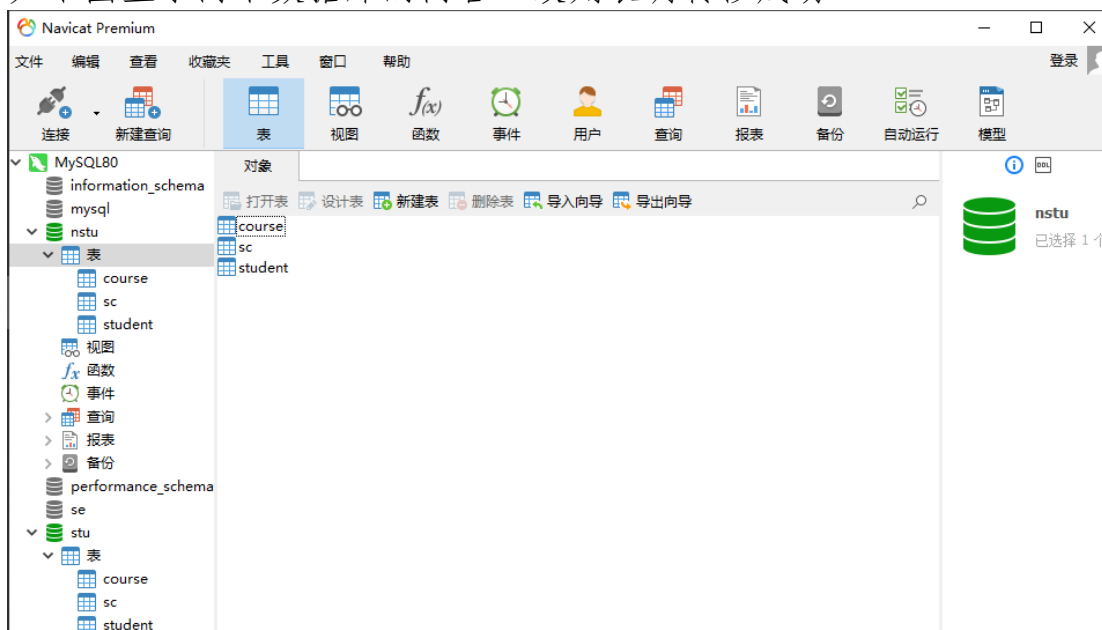 Navicat Premium
文件 编辑 查看 收藏夹 工具 窗口 帮助 登录
连接 新建查询 表 视图 函数 事件 用户 查询 报表 备份 自动运行 模型
MySQL80
information_schema
mysql
nstu
表
course
sc
student
视图
函数
事件
查询
报表
备份
performance_schema
se
stu
表
course
sc
student
对象
打开表 设计表 新建表 删除表 导入向导 导出向导
course
sc
student
DDL
nstu
已选择 1 个